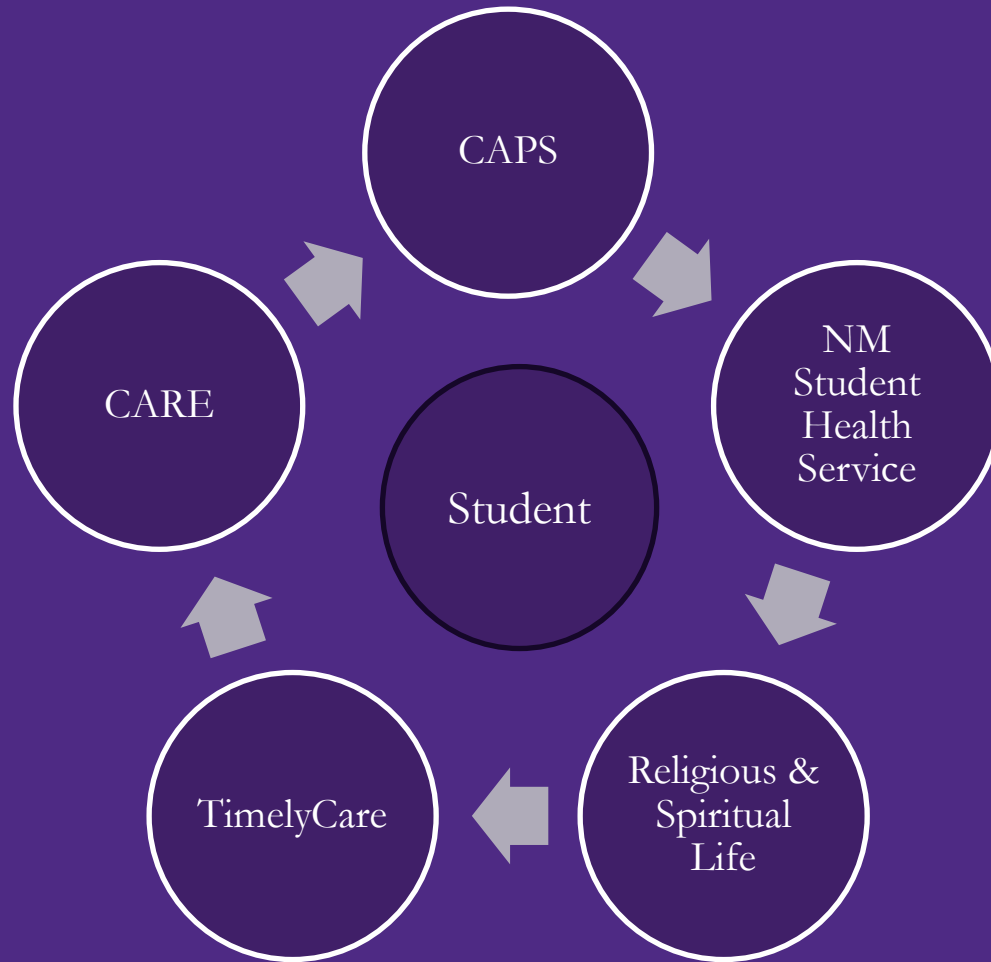 CAPS
NM
Student
Health
Service
CARE
Student
Religious &
Spiritual
Life
TimelyCare